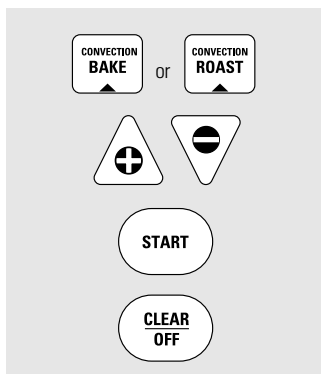 CONVECTION
BAKE
or
CONVECTION
ROAST
START
CLEAR
OFF